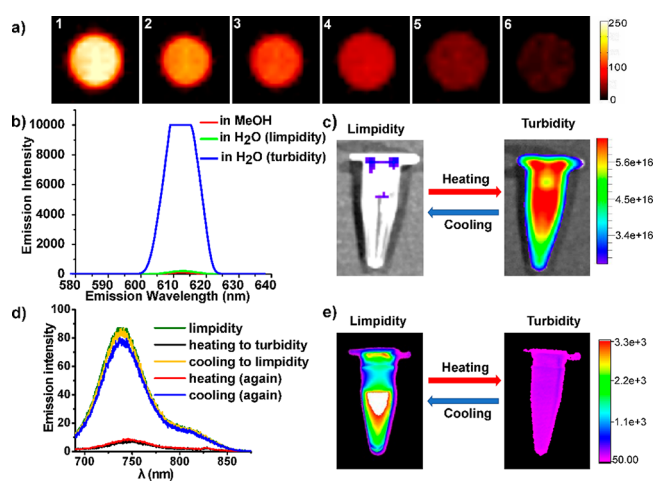 a) 1 2 3 4 5 6 250
200
100
0
b) 10000
8000
6000
4000
2000
0
Emission Intensity
in MeOH
in H2O (limpidity)
in H2O (turbidity)
580 590 600 610 620 630 640
Emission Wavelength (nm)
c) Limpidity Turbidity
Heating
Cooling
5.6e+16
4.5e+16
3.4e+16
d) 100
80
60
40
20
0
Emission intensity
limpidity
heating to turbidity
cooling to limpidity
heating (again)
cooling (again)
700 750 800 850
λ (nm)
e) Limpidity Turbidity
Heating
Cooling
3.3e+3
2.2e+3
1.1e+3
50.00